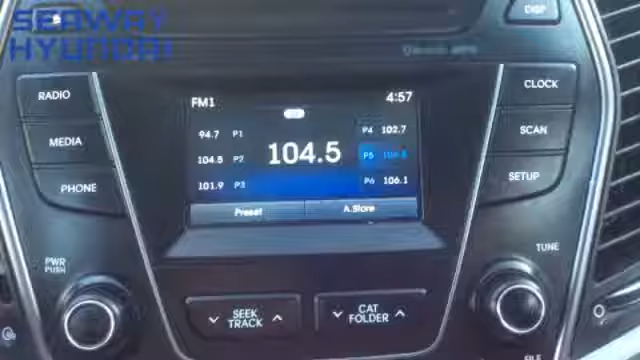 SEAWAY
HYUNDAI
DISP
RADIO
MEDIA
PHONE
PWR
PUSH
FM1
4:57
94.7 P1
104.5 P2
101.9 P3
104.5
P4 102.7
P5
P6 106.1
Preset
A.Store
CLOCK
SCAN
SETUP
TUNE
FILE
SEEK
TRACK
CAT
FOLDER